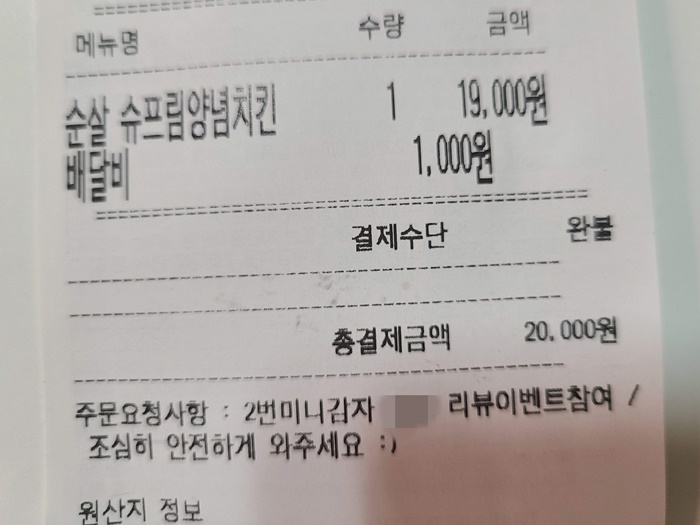 메뉴명 수량 금액
순살 슈프림양념치킨 1 19,000원
배달비 1,000원
결제수단 완불
총결제금액 20,000원
주문요청사항 : 2번미니감자 리뷰이벤트참여 /
조심히 안전하게 와주세요 :)
원산지 정보